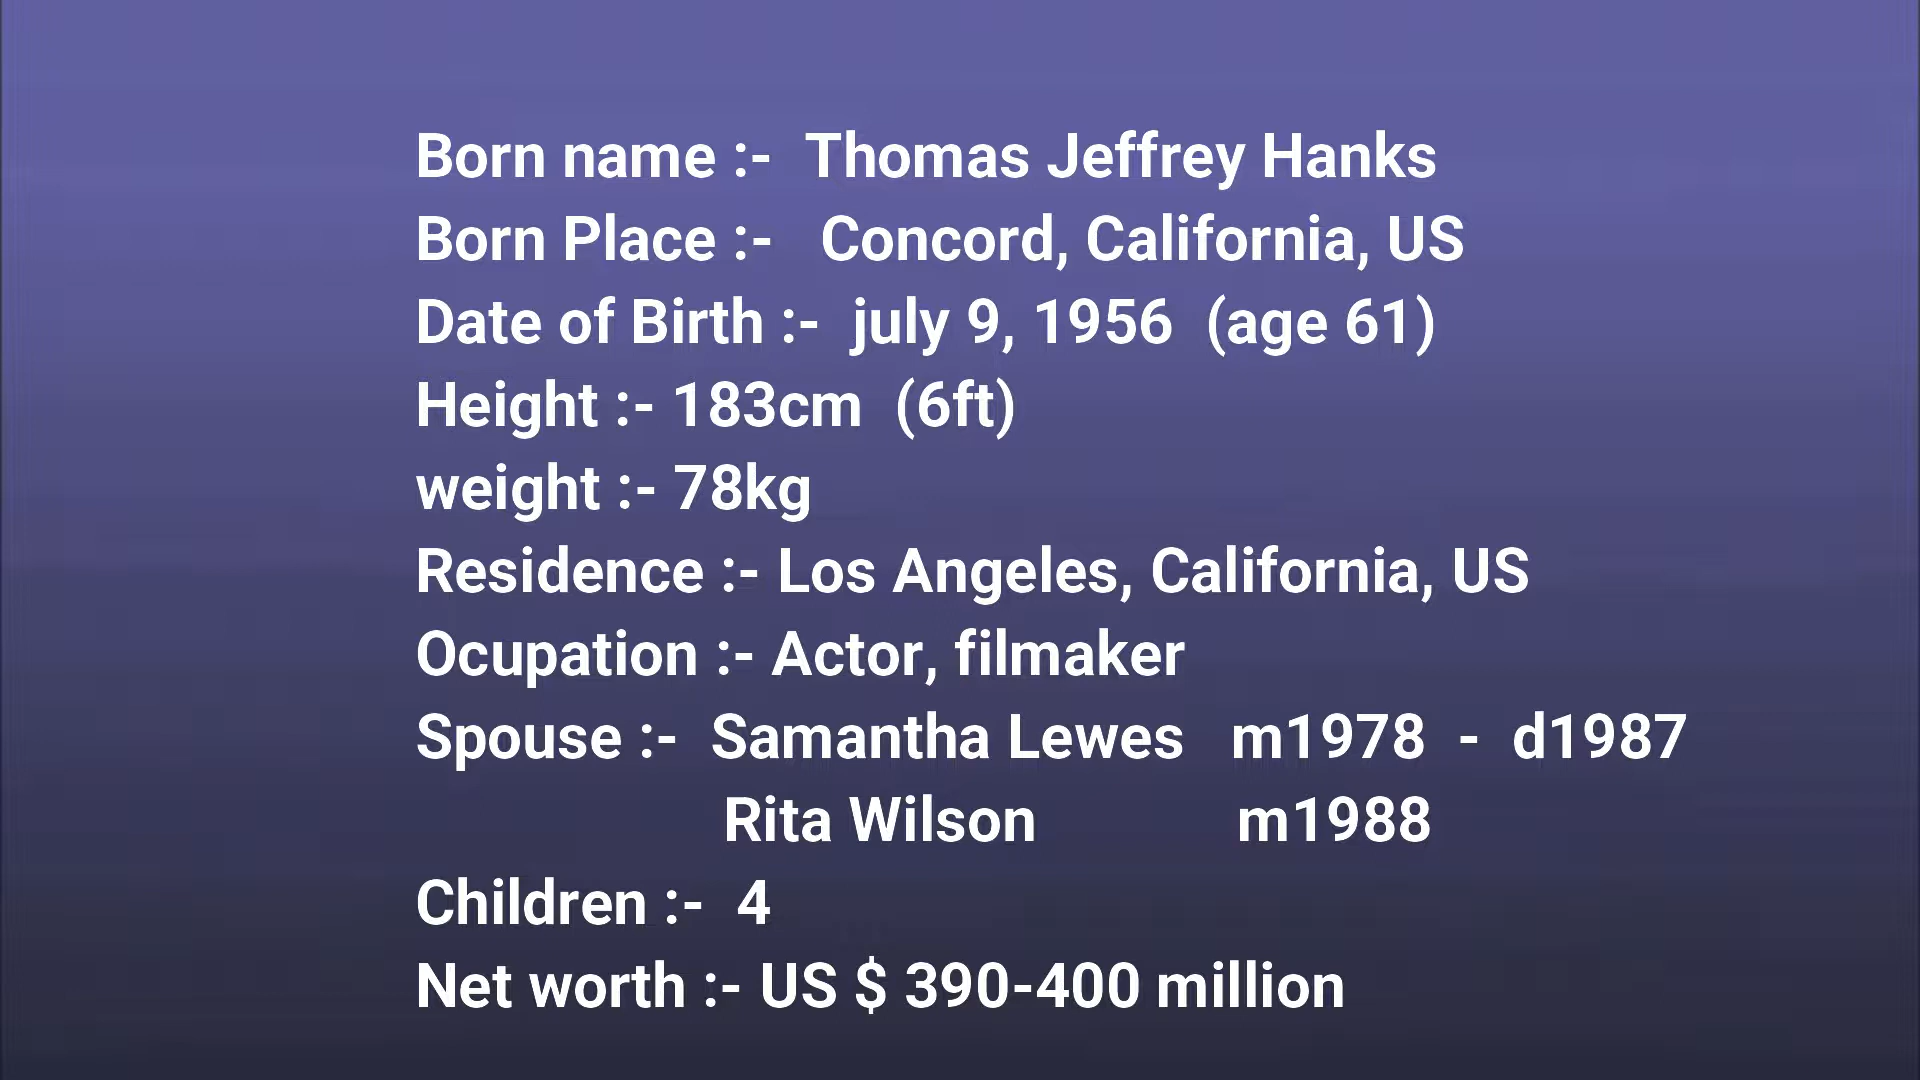 Born name :- Thomas Jeffrey Hanks
Born Place :- Concord, California, US
Date of Birth :- july 9, 1956 (age 61)
Height :- 183cm (6ft)
weight :- 78kg
Residence :- Los Angeles, California, US
Ocupation :- Actor, filmaker
Spouse :- Samantha Lewes m1978 - d1987
Rita Wilson m1988
Children :- 4
Net worth :- US $ 390-400 million